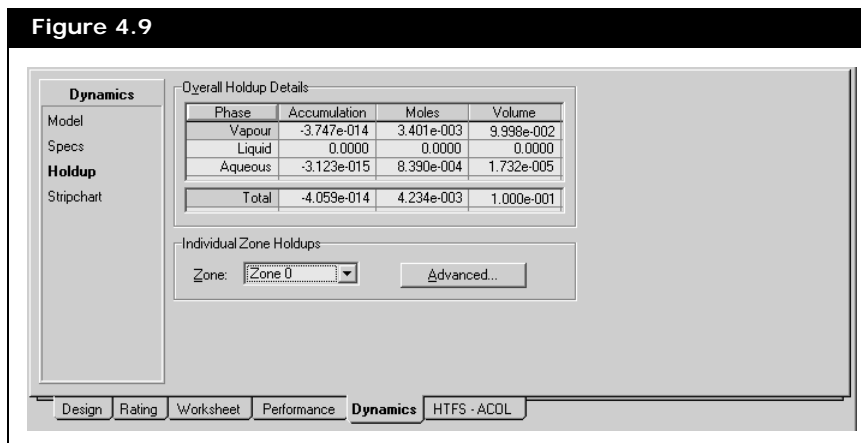 Figure 4.9
Dynamics
Model
Specs
Holdup
Stripchart
Overall Holdup Details
Phase Accumulation Moles Volume
Vapour -3.747e-014 3.401e-003 9.998e-002
Liquid 0.0000 0.0000 0.0000
Aqueous -3.123e-015 8.390e-004 1.732e-005
Total -4.059e-014 4.234e-003 1.000e-001
Individual Zone Holdups
Zone: Zone 0 Advanced...
Design Rating Worksheet Performance Dynamics HTFS - ACOL